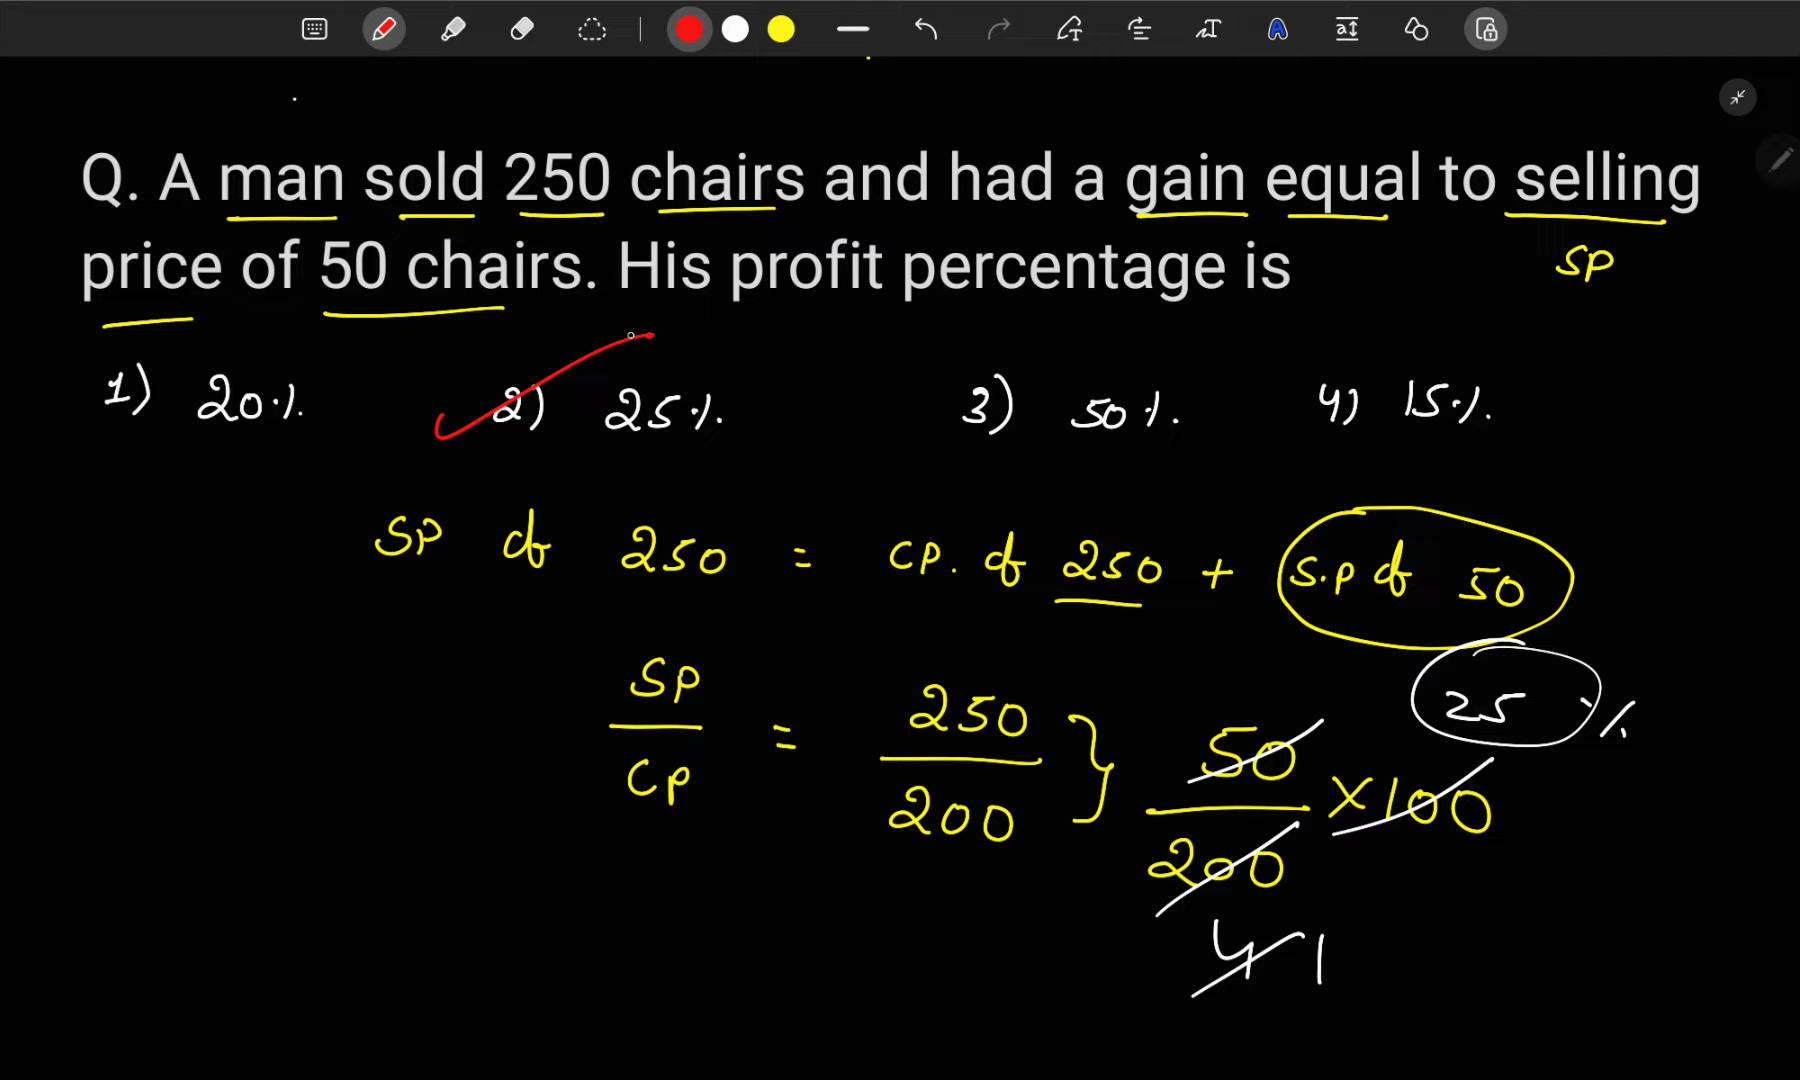 Q. A man sold 250 chairs and had a gain equal to selling
price of 50 chairs. His profit percentage is
SP
1) 20%. 2) 25%. 3) 50%. 4) 15%.
SP of 250 = CP. of 250 + S.P of 50
SP
CP
=
250
200
}
50
200
×100
25 %
4 1